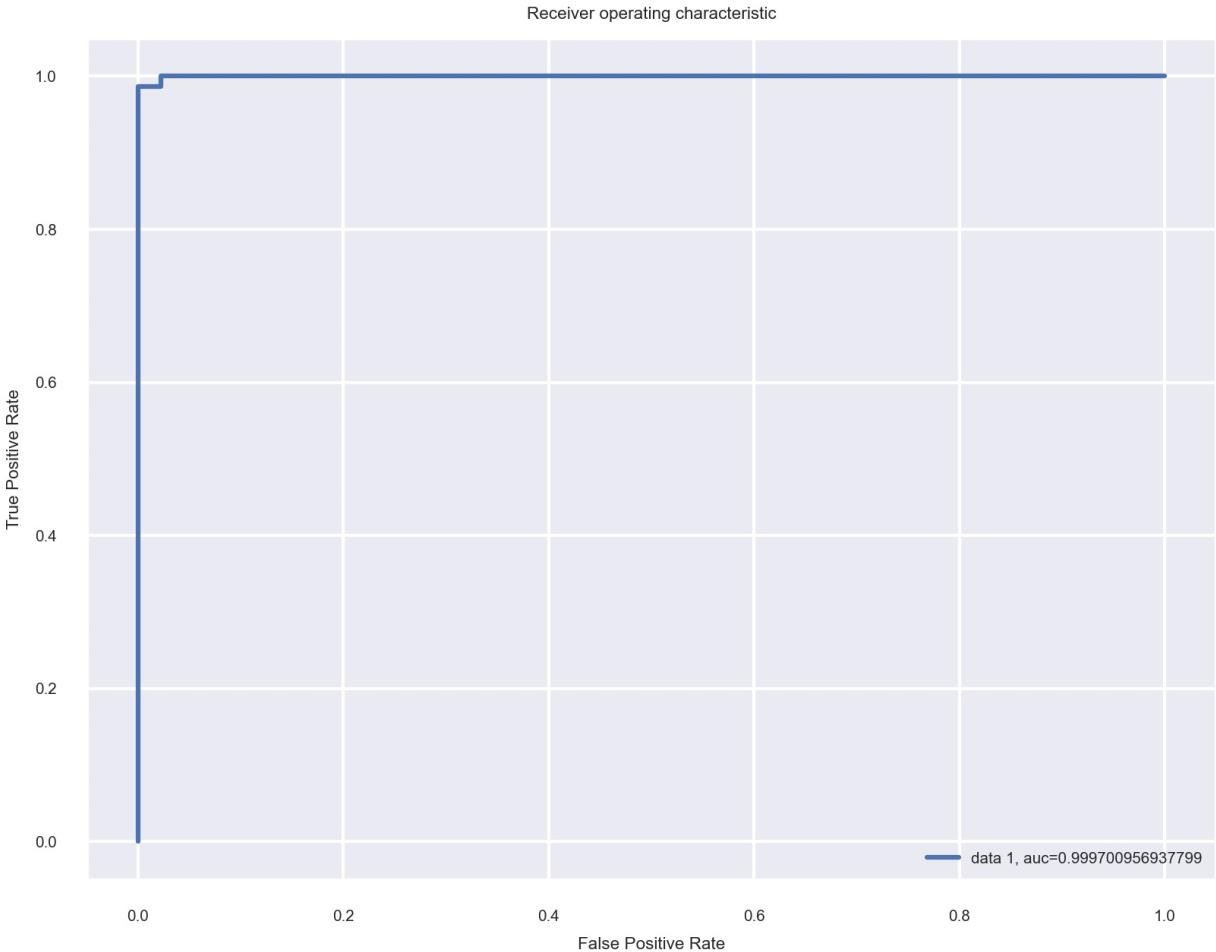 Receiver operating characteristic
1.0
0.8
0.6
0.4
0.2
0.0
True Positive Rate
data 1, auc=0.999700956937799
0.0 0.2 0.4 0.6 0.8 1.0
False Positive Rate